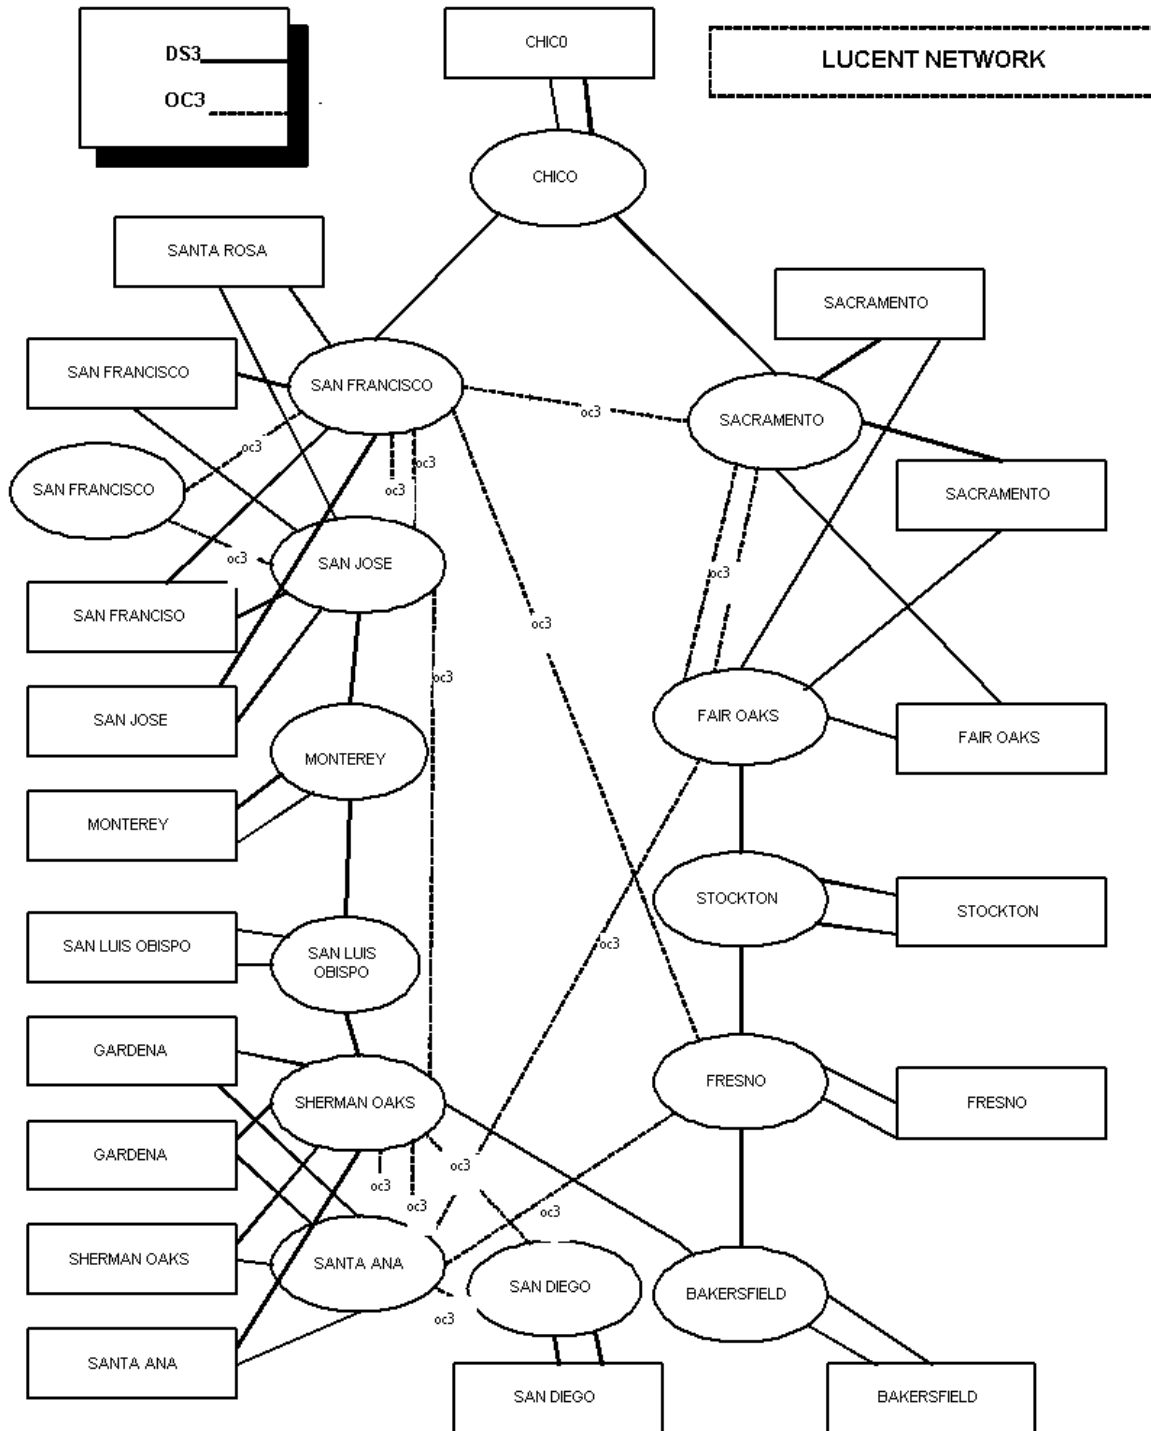 DS3
OC3
CHIC0
LUCENT NETWORK
CHICO
SANTA ROSA
SACRAMENTO
SAN FRANCISCO
SAN FRANCISCO
oc3
SACRAMENTO
oc3
oc3
oc3
SAN FRANCISCO
SACRAMENTO
oc3
SAN JOSE
oc3
SAN FRANCISO
oc3
oc3
SAN JOSE
FAIR OAKS
FAIR OAKS
MONTEREY
MONTEREY
STOCKTON
STOCKTON
SAN LUIS OBISPO
SAN LUIS
OBISPO
oc3
GARDENA
SHERMAN OAKS
FRESNO
FRESNO
GARDENA
oc3
oc3
oc3
oc3
SHERMAN OAKS
SANTA ANA
SAN DIEGO
BAKERSFIELD
oc3
SANTA ANA
SAN DIEGO
BAKERSFIELD